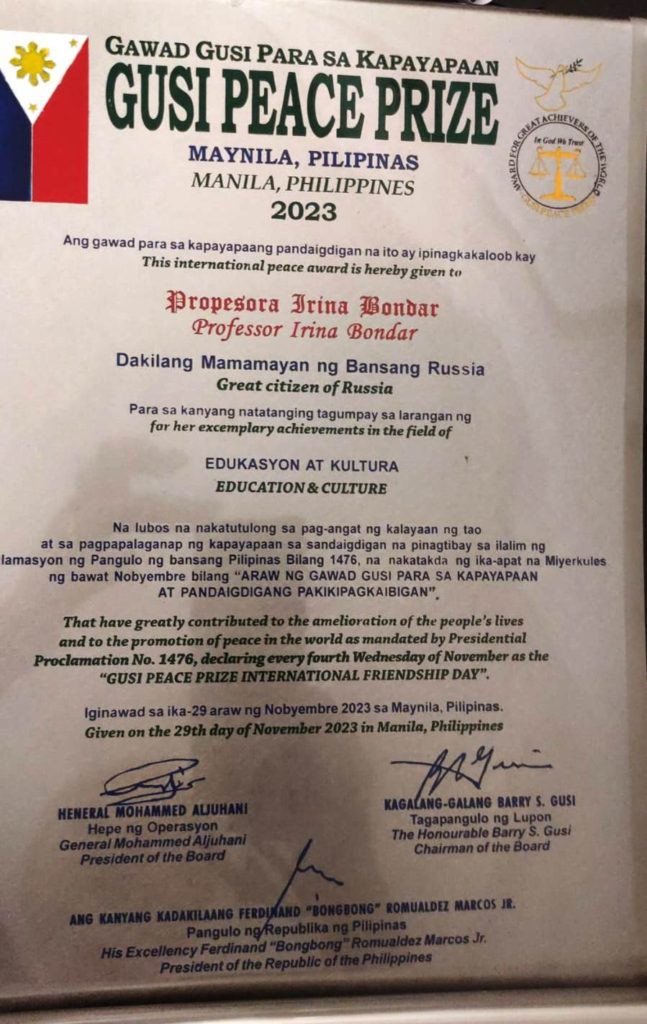 GAWAD GUSI PARA SA KAPAYAPAAN
GUSI PEACE PRIZE
MAYNILA, PILIPINAS
MANILA, PHILIPPINES
2023
AWARD FOR GREAT ACHIEVERS OF THE WORLD
In God We Trust
GUSI PEACE PRIZE
Ang gawad para sa kapayapaang pandaigdigan na ito ay ipinagkakaloob kay
This international peace award is hereby given to
Propesora Irina Bondar
Professor Irina Bondar
Dakilang Mamamayan ng Bansang Russia
Great citizen of Russia
Para sa kanyang natatanging tagumpay sa larangan ng
for her excemplary achievements in the field of
EDUKASYON AT KULTURA
EDUCATION & CULTURE
Na lubos na nakatutulong sa pag-angat ng kalayaan ng tao
at sa pagpapalaganap ng kapayapaan sa sandaigdigan na pinagtibay sa ilalim ng
lamasyon ng Pangulo ng bansang Pilipinas Bilang 1476, na nakatakda ng ika-apat na Miyerkules
ng bawat Nobyembre bilang "ARAW NG GAWAD GUSI PARA SA KAPAYAPAAN
AT PANDAIGDIGANG PAKIKIPAGKAIBIGAN".
That have greatly contributed to the amelioration of the people's lives
and to the promotion of peace in the world as mandated by Presidential
Proclamation No. 1476, declaring every fourth Wednesday of November as the
"GUSI PEACE PRIZE INTERNATIONAL FRIENDSHIP DAY".
Iginawad sa ika-29 araw ng Nobyembre 2023 sa Maynila, Pilipinas.
Given on the 29th day of November 2023 in Manila, Philippines
HENERAL MOHAMMED ALJUHANI
Hepe ng Operasyon
General Mohammed Aljuhani
President of the Board
KAGALANG-GALANG BARRY S. GUSI
Tagapangulo ng Lupon
The Honourable Barry S. Gusi
Chairman of the Board
ANG KANYANG KADAKILAANG FERDINAND "BONGBONG" ROMUALDEZ MARCOS JR.
Pangulo ng Republika ng Pilipinas
His Excellency Ferdinand "Bongbong" Romualdez Marcos Jr.
President of the Republic of the Philippines